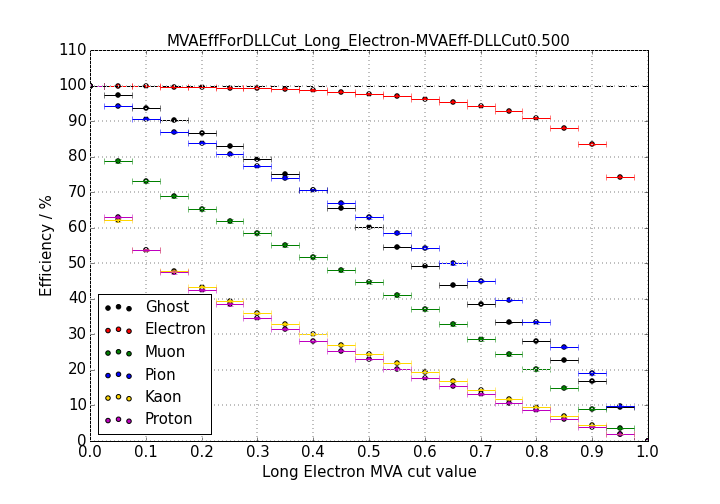 MVAEffForDLLCut_Long_Electron-MVAEff-DLLCut0.500
110
100
90
80
70
60
50
40
30
20
10
0
Efficiency / %
Ghost
Electron
Muon
Pion
Kaon
Proton
0.0 0.1 0.2 0.3 0.4 0.5 0.6 0.7 0.8 0.9 1.0
Long Electron MVA cut value